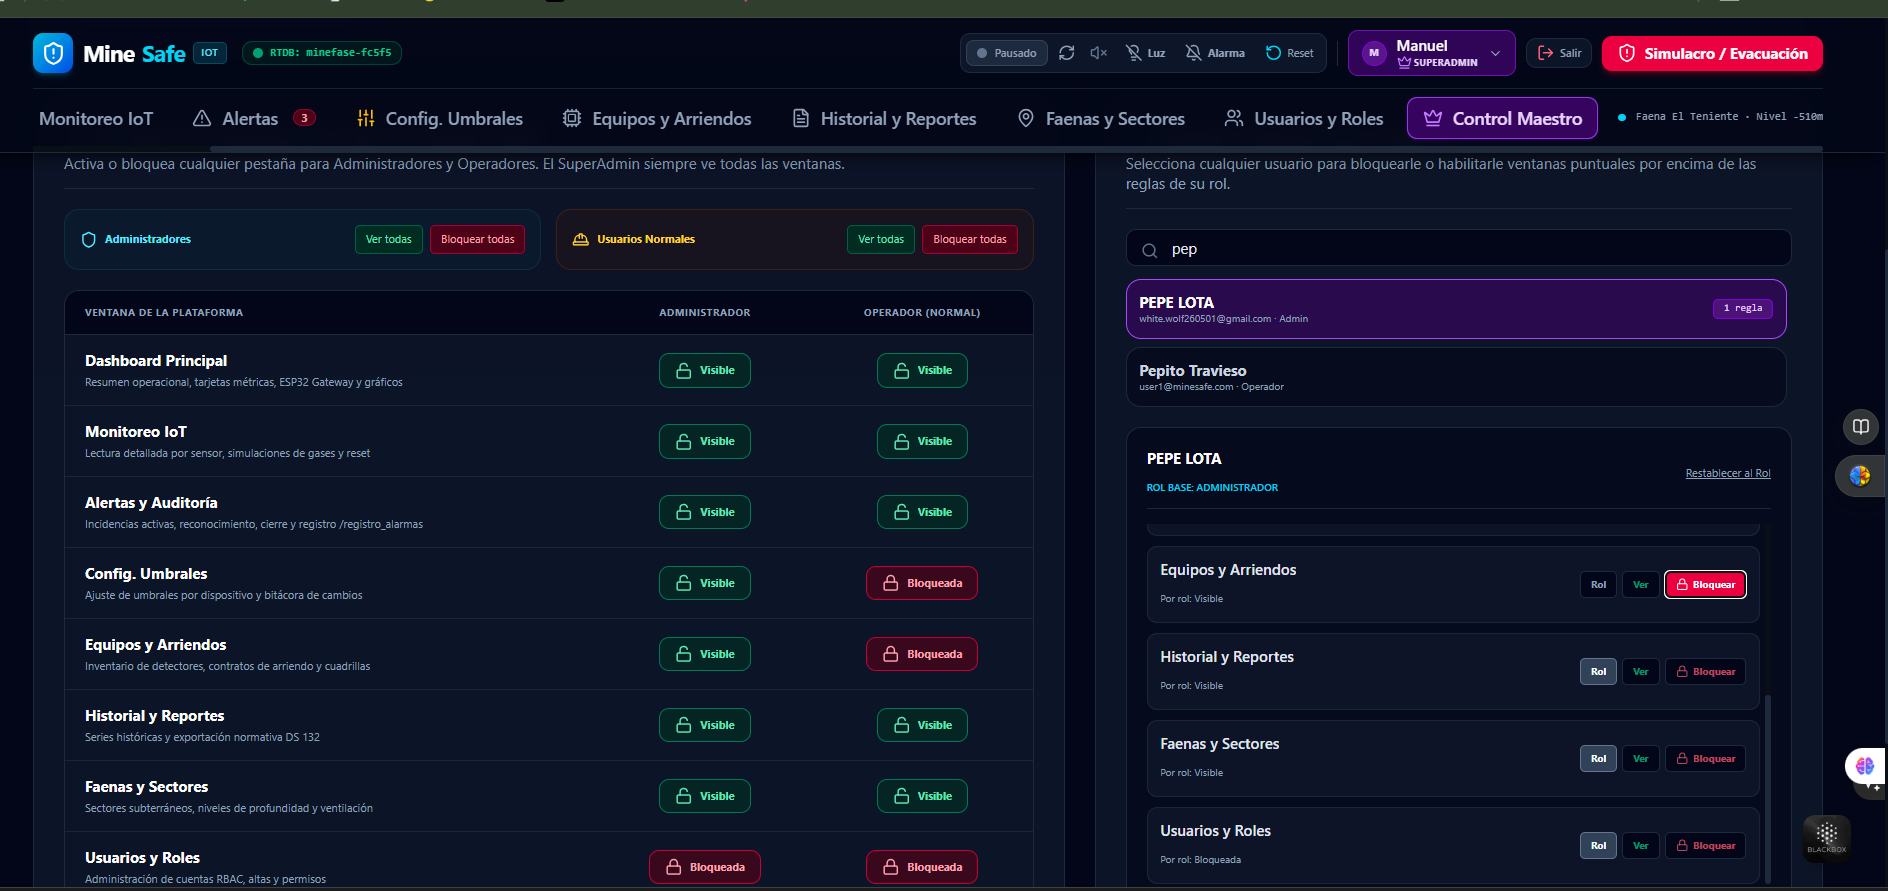 Mine Safe IOT
RTDB: minefase-fc5f5
Pausado
Luz
Alarma
Reset
M
Manuel
SUPERADMIN
Salir
Simulacro / Evacuación
Monitoreo IoT
Alertas 3
Config. Umbrales
Equipos y Arriendos
Historial y Reportes
Faenas y Sectores
Usuarios y Roles
Control Maestro
Faena El Teniente · Nivel -510m
Activa o bloquea cualquier pestaña para Administradores y Operadores. El SuperAdmin siempre ve todas las ventanas.
Administradores
Ver todas
Bloquear todas
Usuarios Normales
Ver todas
Bloquear todas
VENTANA DE LA PLATAFORMA
ADMINISTRADOR
OPERADOR (NORMAL)
Dashboard Principal
Resumen operacional, tarjetas métricas, ESP32 Gateway y gráficos
Visible
Visible
Monitoreo IoT
Lectura detallada por sensor, simulaciones de gases y reset
Visible
Visible
Alertas y Auditoría
Incidencias activas, reconocimiento, cierre y registro /registro_alarmas
Visible
Visible
Config. Umbrales
Ajuste de umbrales por dispositivo y bitácora de cambios
Visible
Bloqueada
Equipos y Arriendos
Inventario de detectores, contratos de arriendo y cuadrillas
Visible
Bloqueada
Historial y Reportes
Series históricas y exportación normativa DS 132
Visible
Visible
Faenas y Sectores
Sectores subterráneos, niveles de profundidad y ventilación
Visible
Visible
Usuarios y Roles
Administración de cuentas RBAC, altas y permisos
Bloqueada
Bloqueada
Selecciona cualquier usuario para bloquearle o habilitarle ventanas puntuales por encima de las
reglas de su rol.
pep
PEPE LOTA
white.wolf260501@gmail.com · Admin
1 regla
Pepito Travieso
user1@minesafe.com · Operador
PEPE LOTA
ROL BASE: ADMINISTRADOR
Restablecer al Rol
Equipos y Arriendos
Por rol: Visible
Rol
Ver
Bloquear
Historial y Reportes
Por rol: Visible
Rol
Ver
Bloquear
Faenas y Sectores
Por rol: Visible
Rol
Ver
Bloquear
Usuarios y Roles
Por rol: Bloqueada
Rol
Ver
Bloquear
BLACKBOX